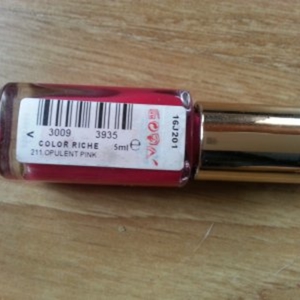 V 3009 3935
COLOR RICHE 5ml e
211 OPULENT PINK
16J201